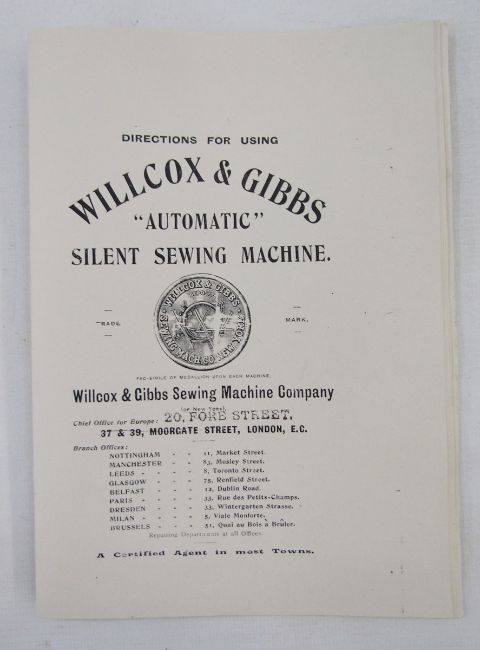 DIRECTIONS FOR USING
WILLCOX & GIBBS
"AUTOMATIC"
SILENT SEWING MACHINE.
WILLCOX & GIBBS
TRADE, MARK,
FAC-SIMILE OF MEDALLION UPON EACH MACHINE.
Willcox & Gibbs Sewing Machine Company
(of New York)
Chief Office for Europe: 20, FORE STREET,
37 & 39, MOORGATE STREET, LONDON, E.C.
Branch Offices:
NOTTINGHAM - - 11, Market Street.
MANCHESTER - - 83, Mosley Street.
LEEDS - - - - 8, Toronto Street.
GLASGOW - - - 75, Renfield Street.
BELFAST - - - 12, Dublin Road.
PARIS - - - - 33, Rue des Petits-Champs.
DRESDEN - - - 33, Wintergarten Strasse.
MILAN - - - - 5, Viale Monforte,
BRUSSELS - - - 51, Quai au Bois à Brûler.
Repairing Departments at all Offices.
A Certified Agent in most Towns.